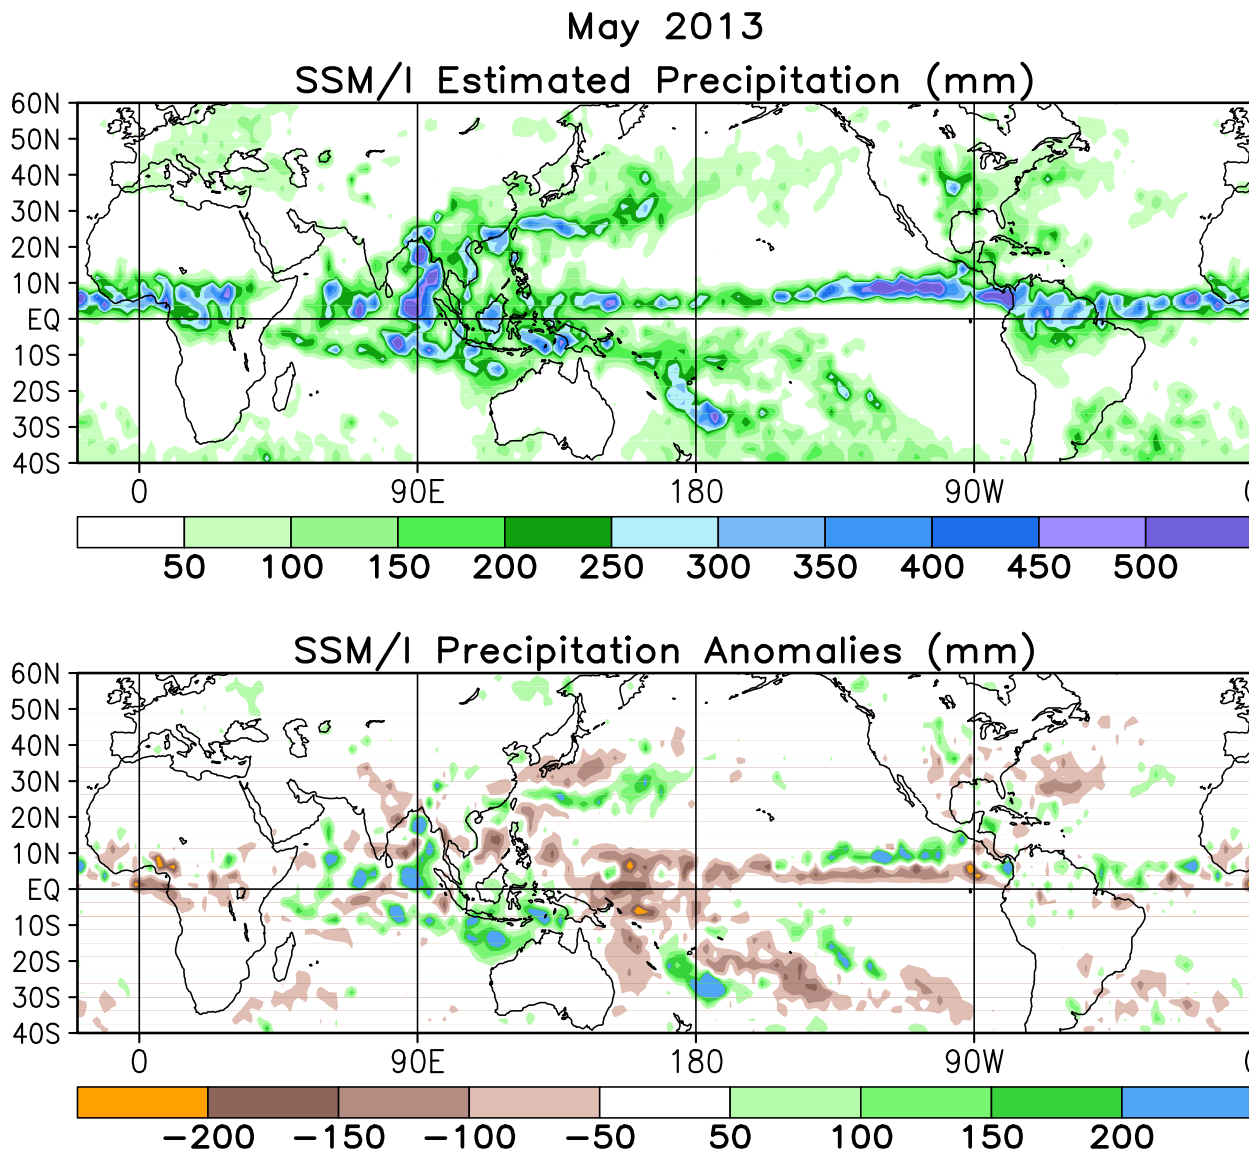 May 2013
SSM/I Estimated Precipitation (mm)
60N
50N
40N
30N
20N
10N
EQ
10S
20S
30S
40S
0 90E 180 90W 0
50 100 150 200 250 300 350 400 450 500
SSM/I Precipitation Anomalies (mm)
60N
50N
40N
30N
20N
10N
EQ
10S
20S
30S
40S
0 90E 180 90W 0
−200 −150 −100 −50 50 100 150 200